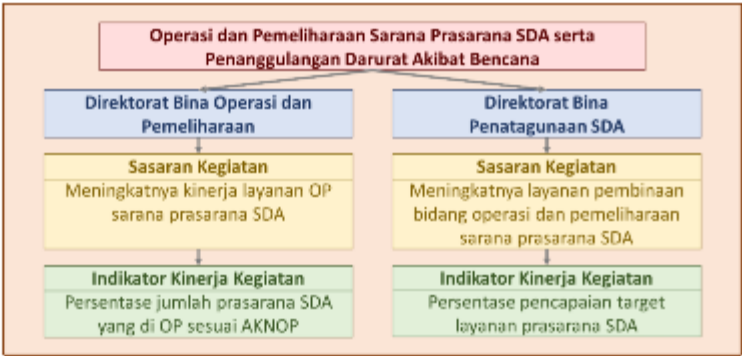 Operasi dan Pemeliharaan Sarana Prasarana SDA serta
Penanggulangan Darurat Akibat Bencana
Direktorat Bina Operasi dan
Pemeliharaan
Sasaran Kegiatan
Meningkatnya kinerja layanan OP
sarana prasarana SDA
Indikator Kinerja Kegiatan
Persentase jumlah prasarana SDA
yang di OP sesuai AKNOP
Direktorat Bina
Penatagunaan SDA
Sasaran Kegiatan
Meningkatnya layanan pembinaan
bidang operasi dan pemeliharaan
sarana prasarana SDA
Indikator Kinerja Kegiatan
Persentase pencapaian target
layanan prasarana SDA